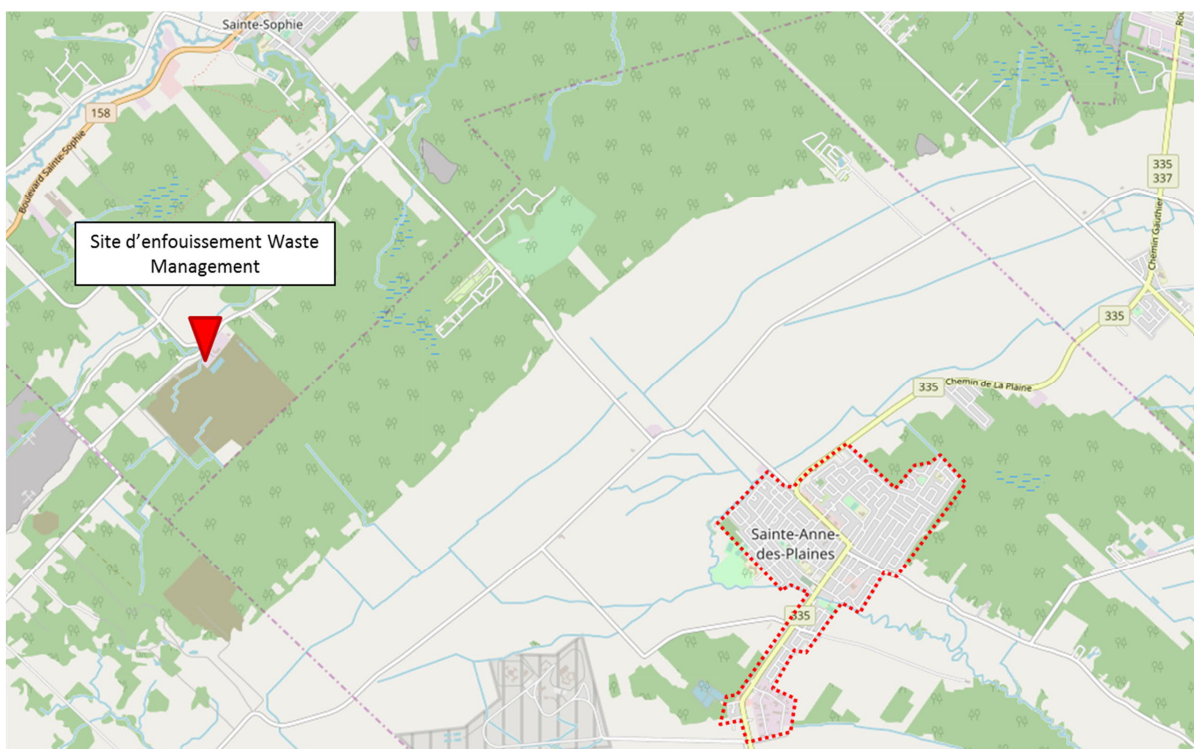 Sainte-Sophie
158
Boulevard Sainte-Sophie
335
337
Chemin Gauthier
Site d’enfouissement Waste
Management
335
335
Chemin de La Plaine
Sainte-Anne-
des-Plaines
335